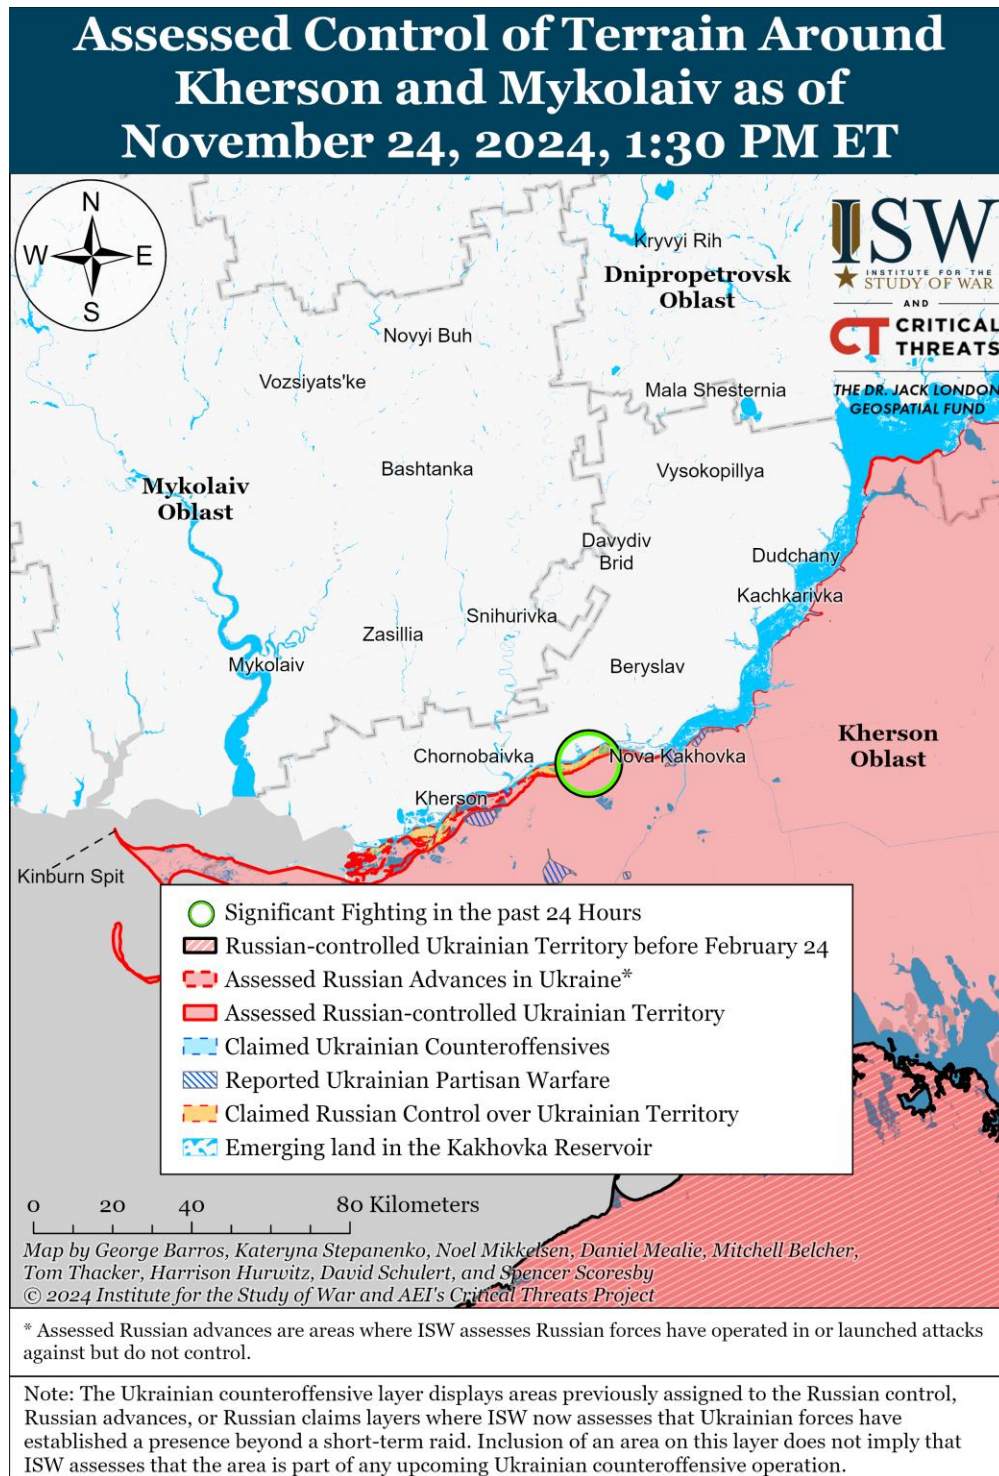 Assessed Control of Terrain Around
Kherson and Mykolaiv as of
November 24, 2024, 1:30 PM ET
N
W E
S
ISW
INSTITUTE FOR THE
STUDY OF WAR
AND
CT CRITICAL
THREATS
THE DR. JACK LONDON
GEOSPATIAL FUND
Kryvyi Rih
Dnipropetrovsk
Oblast
Novyi Buh
Vozsiyats'ke
Mala Shesternia
Bashtanka
Vysokopillya
Mykolaiv
Oblast
Davydiv
Brid
Dudchany
Kachkarivka
Snihurivka
Zasillia
Mykolaiv
Beryslav
Kherson
Oblast
Chornobaivka
Nova Kakhovka
Kherson
Kinburn Spit
Significant Fighting in the past 24 Hours
Russian-controlled Ukrainian Territory before February 24
Assessed Russian Advances in Ukraine*
Assessed Russian-controlled Ukrainian Territory
Claimed Ukrainian Counteroffensives
Reported Ukrainian Partisan Warfare
Claimed Russian Control over Ukrainian Territory
Emerging land in the Kakhovka Reservoir
0 20 40 80 Kilometers
Map by George Barros, Kateryna Stepanenko, Noel Mikkelsen, Daniel Mealie, Mitchell Belcher,
Tom Thacker, Harrison Hurwitz, David Schulert, and Spencer Scoresby
© 2024 Institute for the Study of War and AEI's Critical Threats Project
* Assessed Russian advances are areas where ISW assesses Russian forces have operated in or launched attacks
against but do not control.
Note: The Ukrainian counteroffensive layer displays areas previously assigned to the Russian control,
Russian advances, or Russian claims layers where ISW now assesses that Ukrainian forces have
established a presence beyond a short-term raid. Inclusion of an area on this layer does not imply that
ISW assesses that the area is part of any upcoming Ukrainian counteroffensive operation.